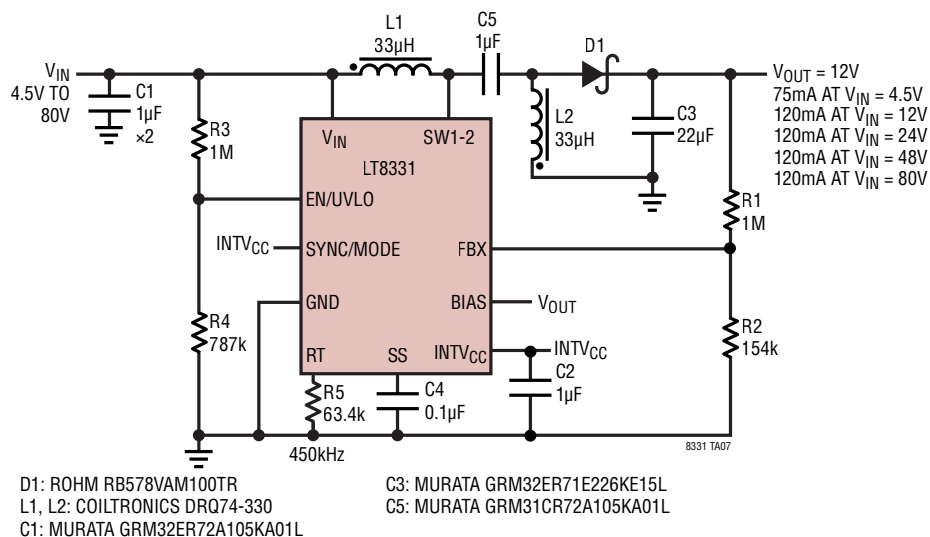 L1
33µH
C5
1µF
D1
VIN
4.5V TO
80V
C1
1µF
×2
R3
1M
VIN
SW1-2
LT8331
L2
33µH
C3
22µF
VOUT = 12V
75mA AT VIN = 4.5V
120mA AT VIN = 12V
120mA AT VIN = 24V
120mA AT VIN = 48V
120mA AT VIN = 80V
EN/UVLO
R1
1M
INTVCC
SYNC/MODE
FBX
GND
BIAS
VOUT
R4
787k
R2
154k
RT
SS
INTVCC
INTVCC
R5
63.4k
C4
0.1µF
C2
1µF
450kHz
8331 TA07
D1: ROHM RB578VAM100TR
L1, L2: COILTRONICS DRQ74-330
C1: MURATA GRM32ER72A105KA01L
C3: MURATA GRM32ER71E226KE15L
C5: MURATA GRM31CR72A105KA01L